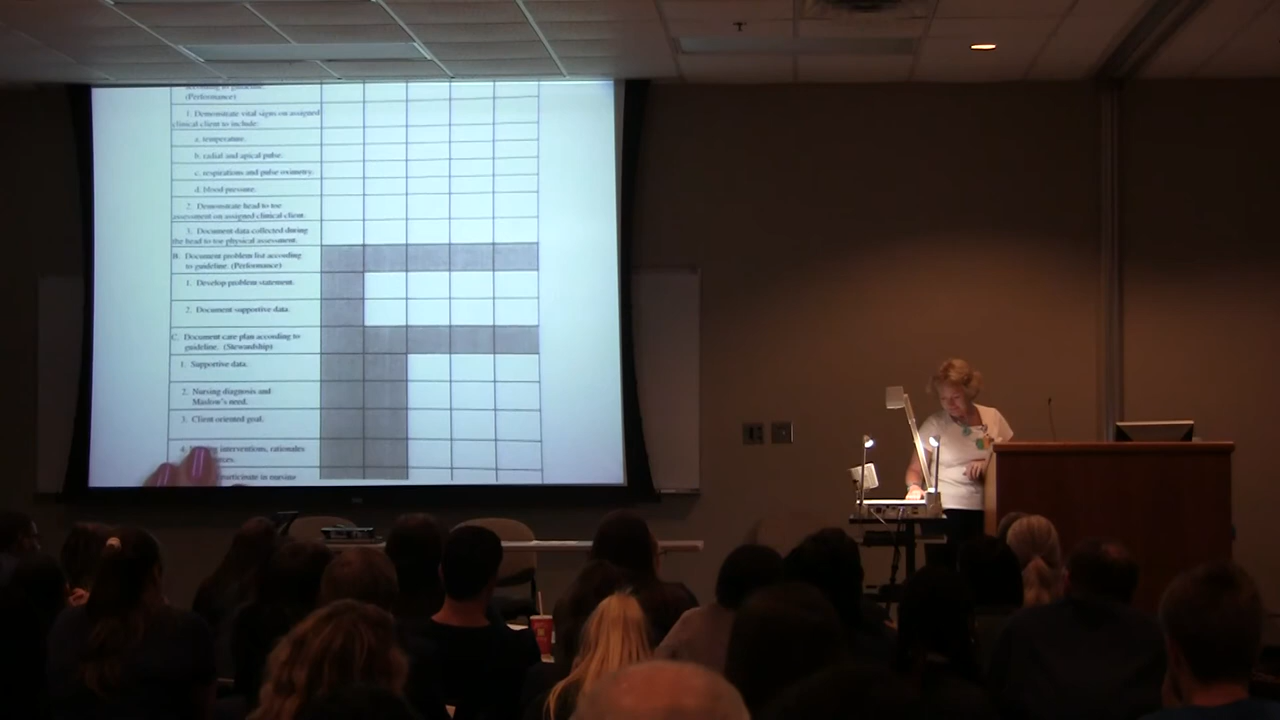 according to guideline.
(Performance)
1. Demonstrate vital signs on assigned
clinical client to include:
a. temperature.
b. radial and apical pulse.
c. respirations and pulse oximetry.
d. blood pressure.
2. Demonstrate head to toe
assessment on assigned clinical client.
3. Document data collected during
the head to toe physical assessment.
B. Document problem list according
to guideline. (Performance)
1. Develop problem statement.
2. Document supportive data.
C. Document care plan according to
guideline. (Stewardship)
1. Supportive data.
2. Nursing diagnosis and
Maslow's need.
3. Client oriented goal.
4. interventions, rationales
participate in nursing